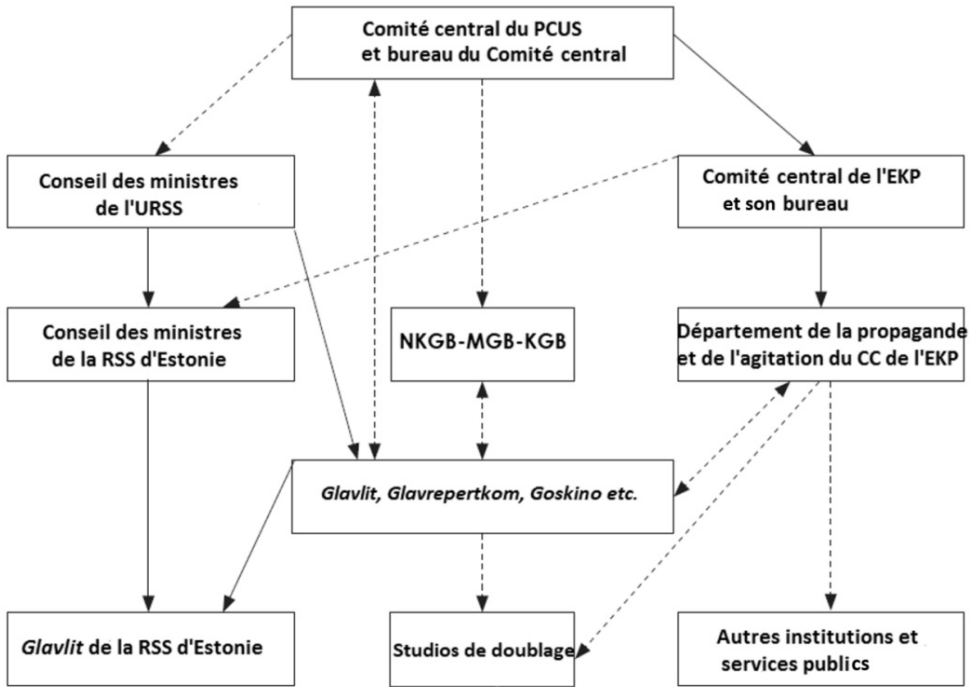 Comité central du PCUS
et bureau du Comité central
Conseil des ministres
de l'URSS
Comité central de l'EKP
et son bureau
Conseil des ministres
de la RSS d'Estonie
NKGB-MGB-KGB
Département de la propagande
et de l'agitation du CC de l'EKP
Glavlit, Glavrepertkom, Goskino etc.
Glavlit de la RSS d'Estonie
Studios de doublage
Autres institutions et
services publics